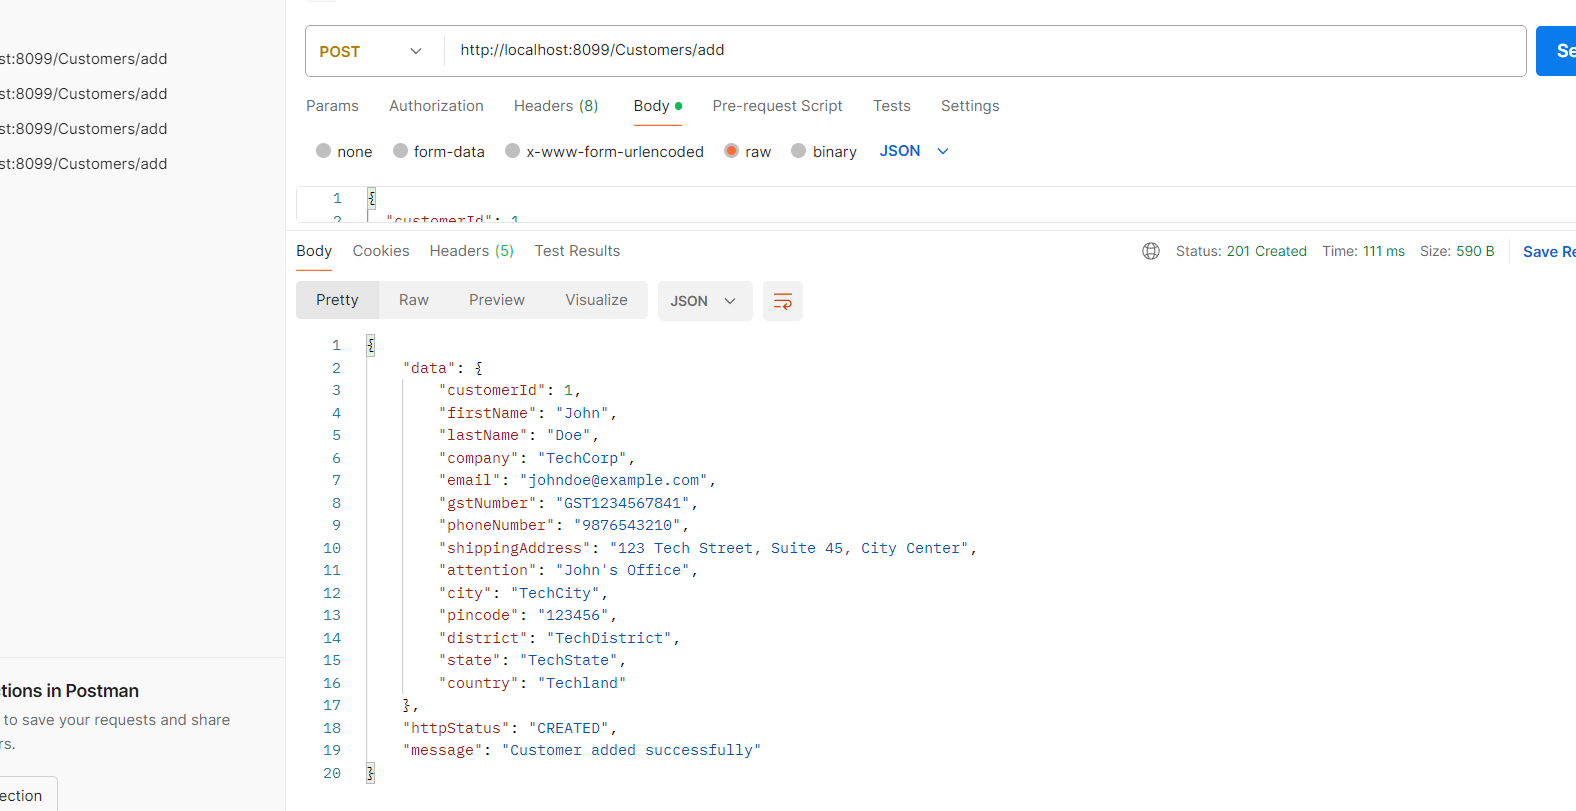 st:8099/Customers/add
st:8099/Customers/add
st:8099/Customers/add
st:8099/Customers/add
tions in Postman
to save your requests and share
rs.
ection
POST http://localhost:8099/Customers/add Se
Params Authorization Headers (8) Body Pre-request Script Tests Settings
none form-data x-www-form-urlencoded raw binary JSON
1 {
2 "customerId": 1
Body Cookies Headers (5) Test Results Status: 201 Created Time: 111 ms Size: 590 B Save Re
Pretty Raw Preview Visualize JSON
1 {
2 "data": {
3 "customerId": 1,
4 "firstName": "John",
5 "lastName": "Doe",
6 "company": "TechCorp",
7 "email": "johndoe@example.com",
8 "gstNumber": "GST1234567841",
9 "phoneNumber": "9876543210",
10 "shippingAddress": "123 Tech Street, Suite 45, City Center",
11 "attention": "John's Office",
12 "city": "TechCity",
13 "pincode": "123456",
14 "district": "TechDistrict",
15 "state": "TechState",
16 "country": "Techland"
17 },
18 "httpStatus": "CREATED",
19 "message": "Customer added successfully"
20 }